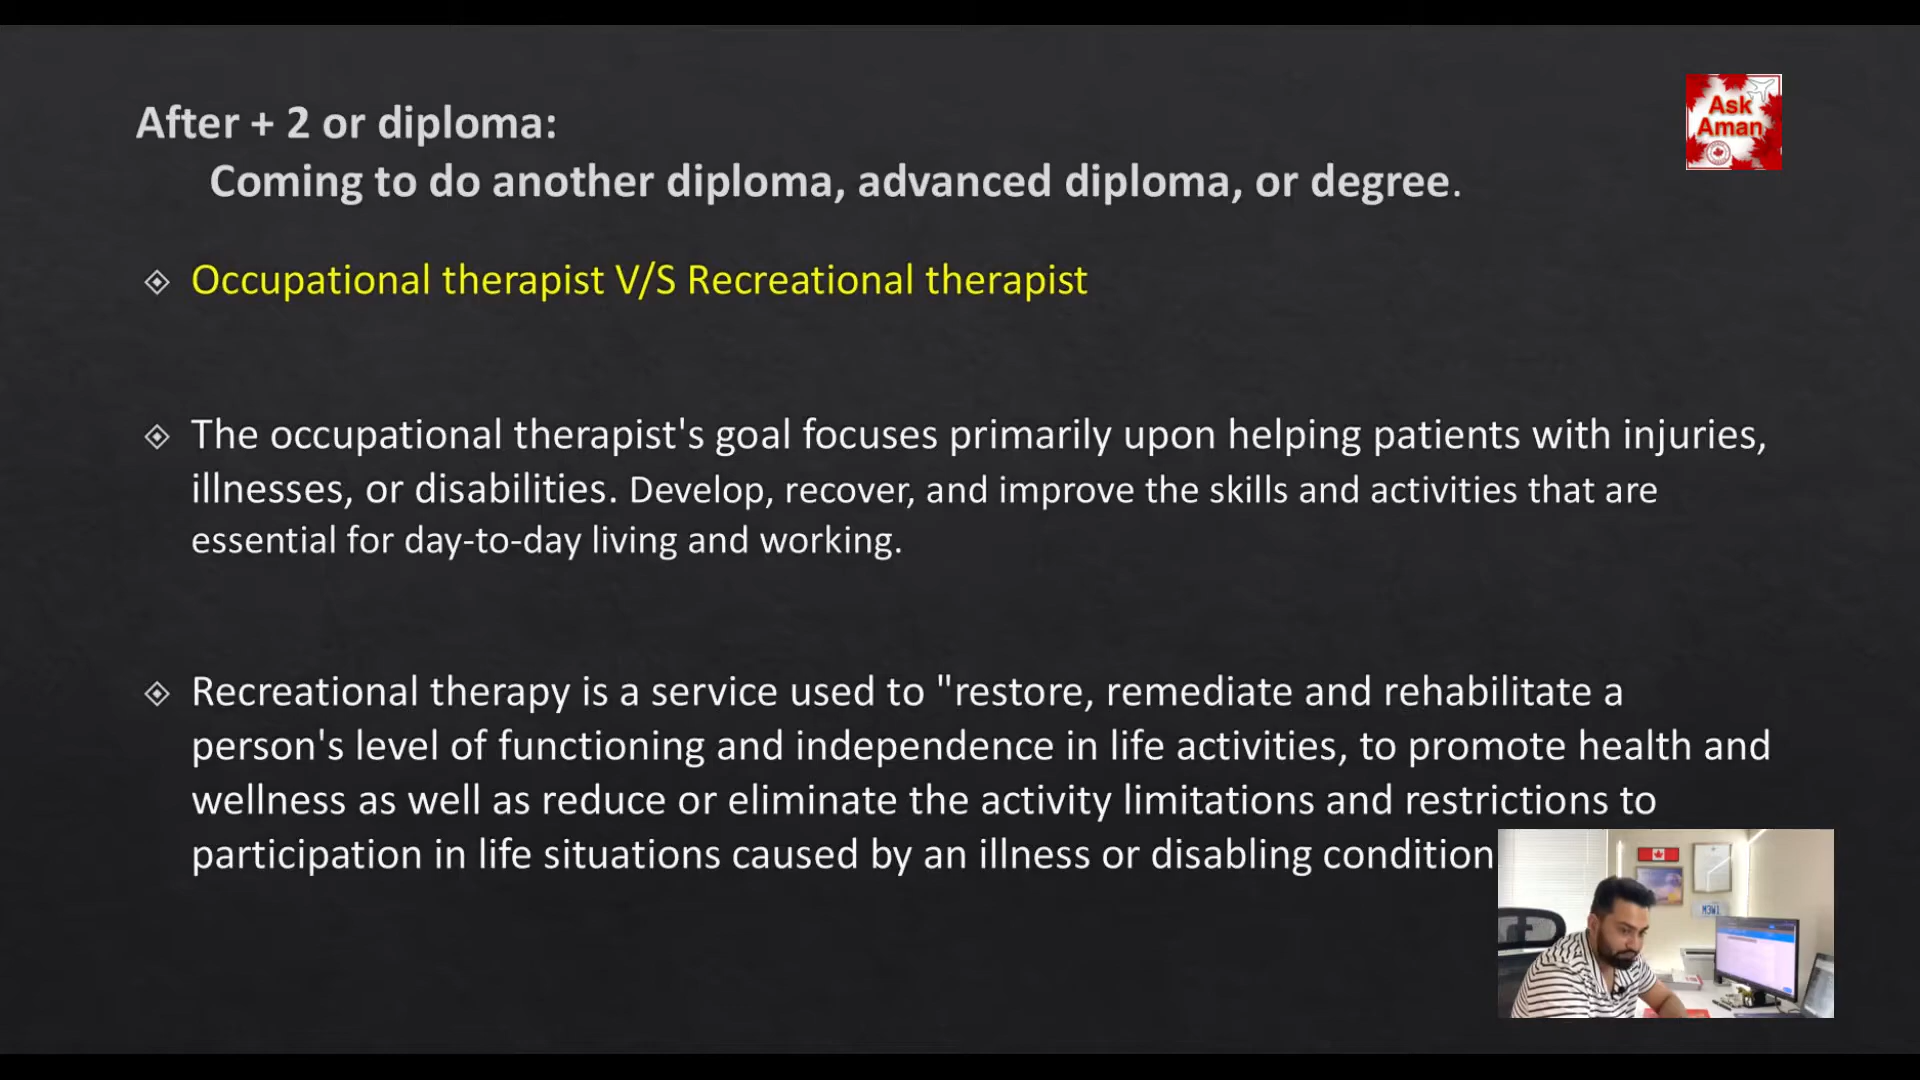 After + 2 or diploma:
Coming to do another diploma, advanced diploma, or degree.
Ask
Aman
Occupational therapist V/S Recreational therapist
The occupational therapist's goal focuses primarily upon helping patients with injuries,
illnesses, or disabilities. Develop, recover, and improve the skills and activities that are
essential for day-to-day living and working.
Recreational therapy is a service used to "restore, remediate and rehabilitate a
person's level of functioning and independence in life activities, to promote health and
wellness as well as reduce or eliminate the activity limitations and restrictions to
participation in life situations caused by an illness or disabling condition